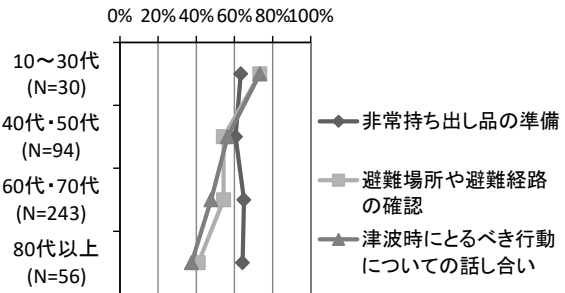 0% 20% 40% 60% 80%100%
10～30代
(N=30)
40代・50代
(N=94)
60代・70代
(N=243)
80代以上
(N=56)
非常持ち出し品の準備
避難場所や避難経路
の確認
津波時にとるべき行動
についての話し合い